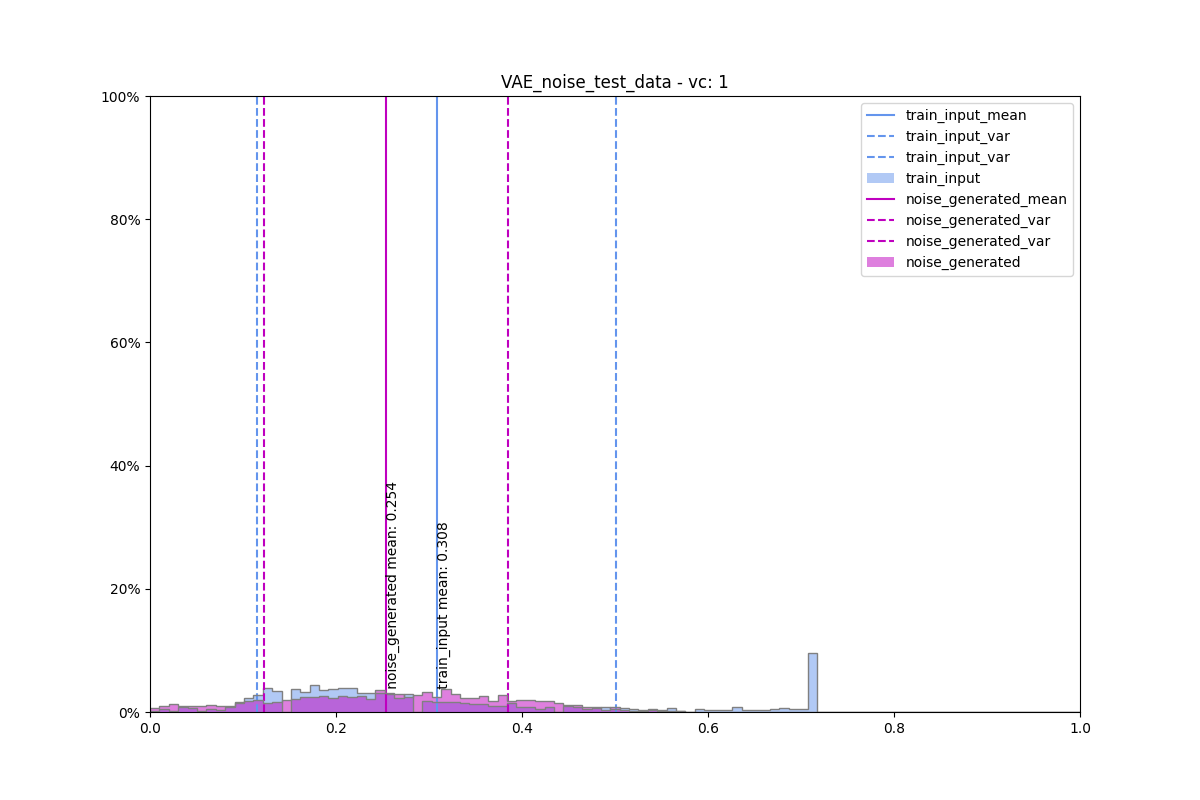 VAE_noise_test_data - vc: 1
100%
80%
60%
40%
20%
0%
train_input_mean
train_input_var
train_input_var
train_input
noise_generated_mean
noise_generated_var
noise_generated_var
noise_generated
noise_generated mean: 0.254
train_input mean: 0.308
0.0
0.2
0.4
0.6
0.8
1.0